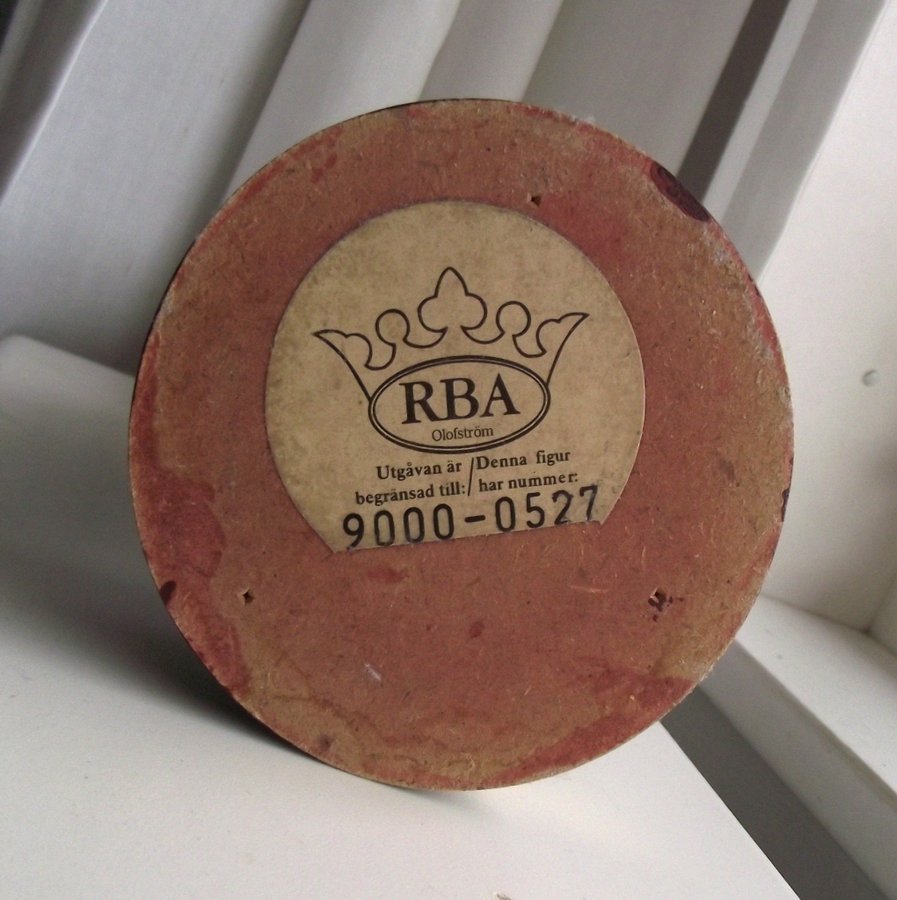 RBA
Olofström
Utgåvan är / Denna figur
begränsad till: / har nummer:
9000-0527